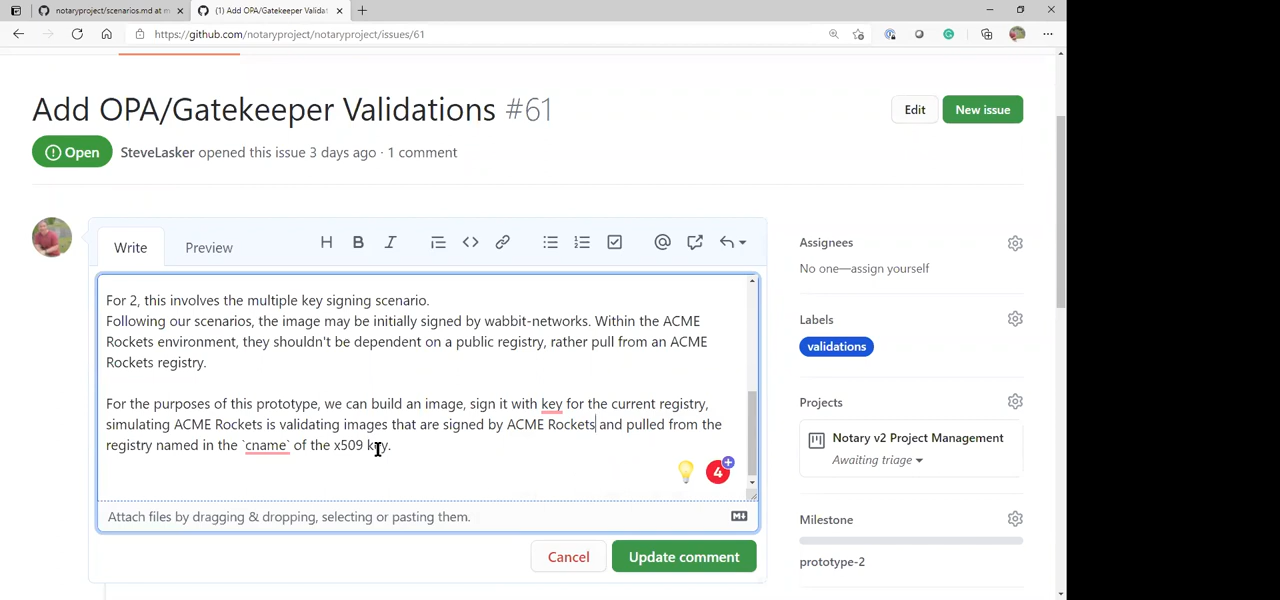 notaryproject/scenarios.md at m
(1) Add OPA/Gatekeeper Validat
https://github.com/notaryproject/notaryproject/issues/61
Add OPA/Gatekeeper Validations #61
Edit
New issue
Open
SteveLasker opened this issue 3 days ago · 1 comment
Write
Preview
For 2, this involves the multiple key signing scenario.
Following our scenarios, the image may be initially signed by wabbit-networks. Within the ACME
Rockets environment, they shouldn't be dependent on a public registry, rather pull from an ACME
Rockets registry.
For the purposes of this prototype, we can build an image, sign it with key for the current registry,
simulating ACME Rockets is validating images that are signed by ACME Rockets and pulled from the
registry named in the `cname` of the x509 key.
4
Attach files by dragging & dropping, selecting or pasting them.
Cancel
Update comment
Assignees
No one—assign yourself
Labels
validations
Projects
Notary v2 Project Management
Awaiting triage
Milestone
prototype-2